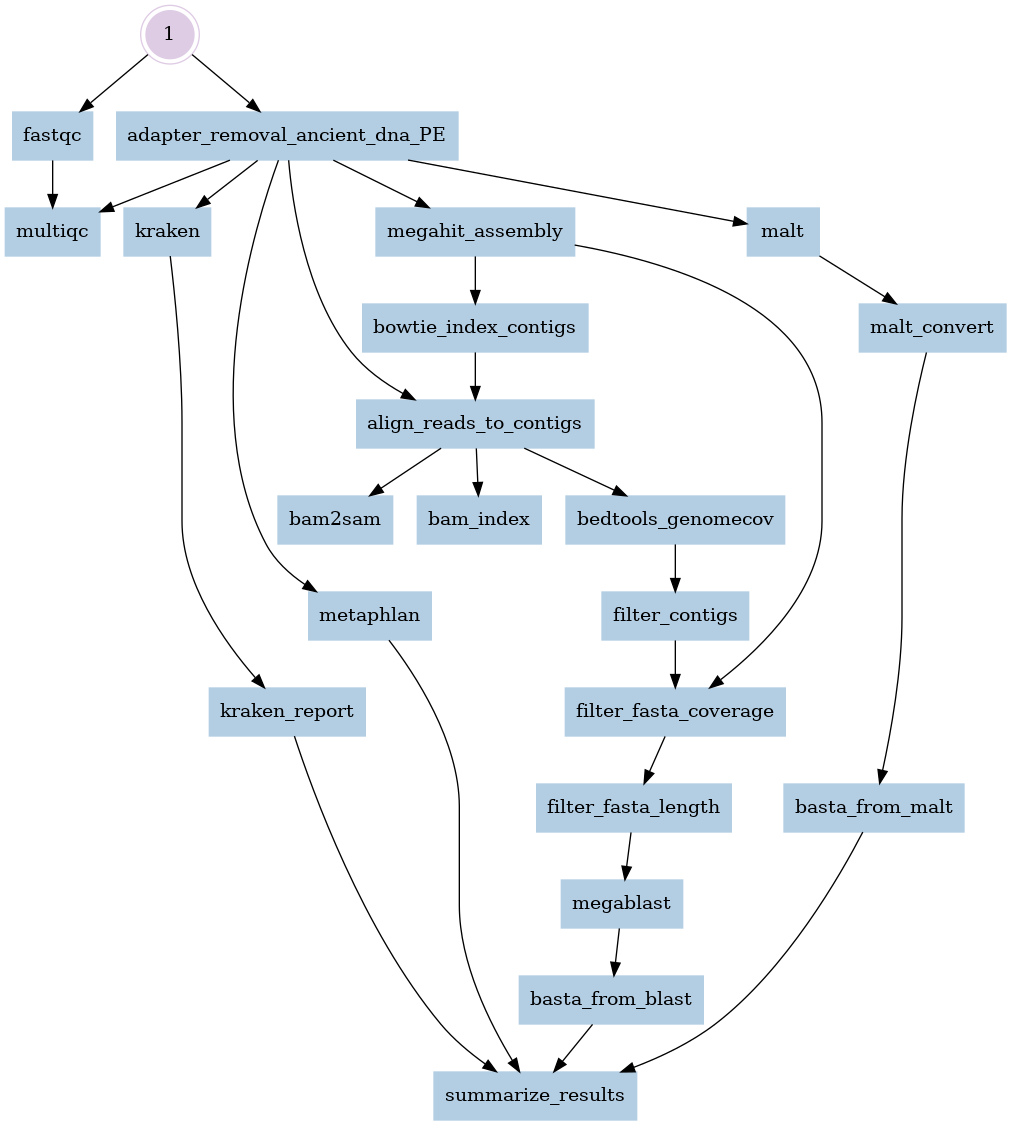 1
fastqc
adapter_removal_ancient_dna_PE
multiqc
kraken
megahit_assembly
malt
bowtie_index_contigs
malt_convert
align_reads_to_contigs
bam2sam
bam_index
bedtools_genomecov
metaphlan
filter_contigs
kraken_report
filter_fasta_coverage
filter_fasta_length
basta_from_malt
megablast
basta_from_blast
summarize_results